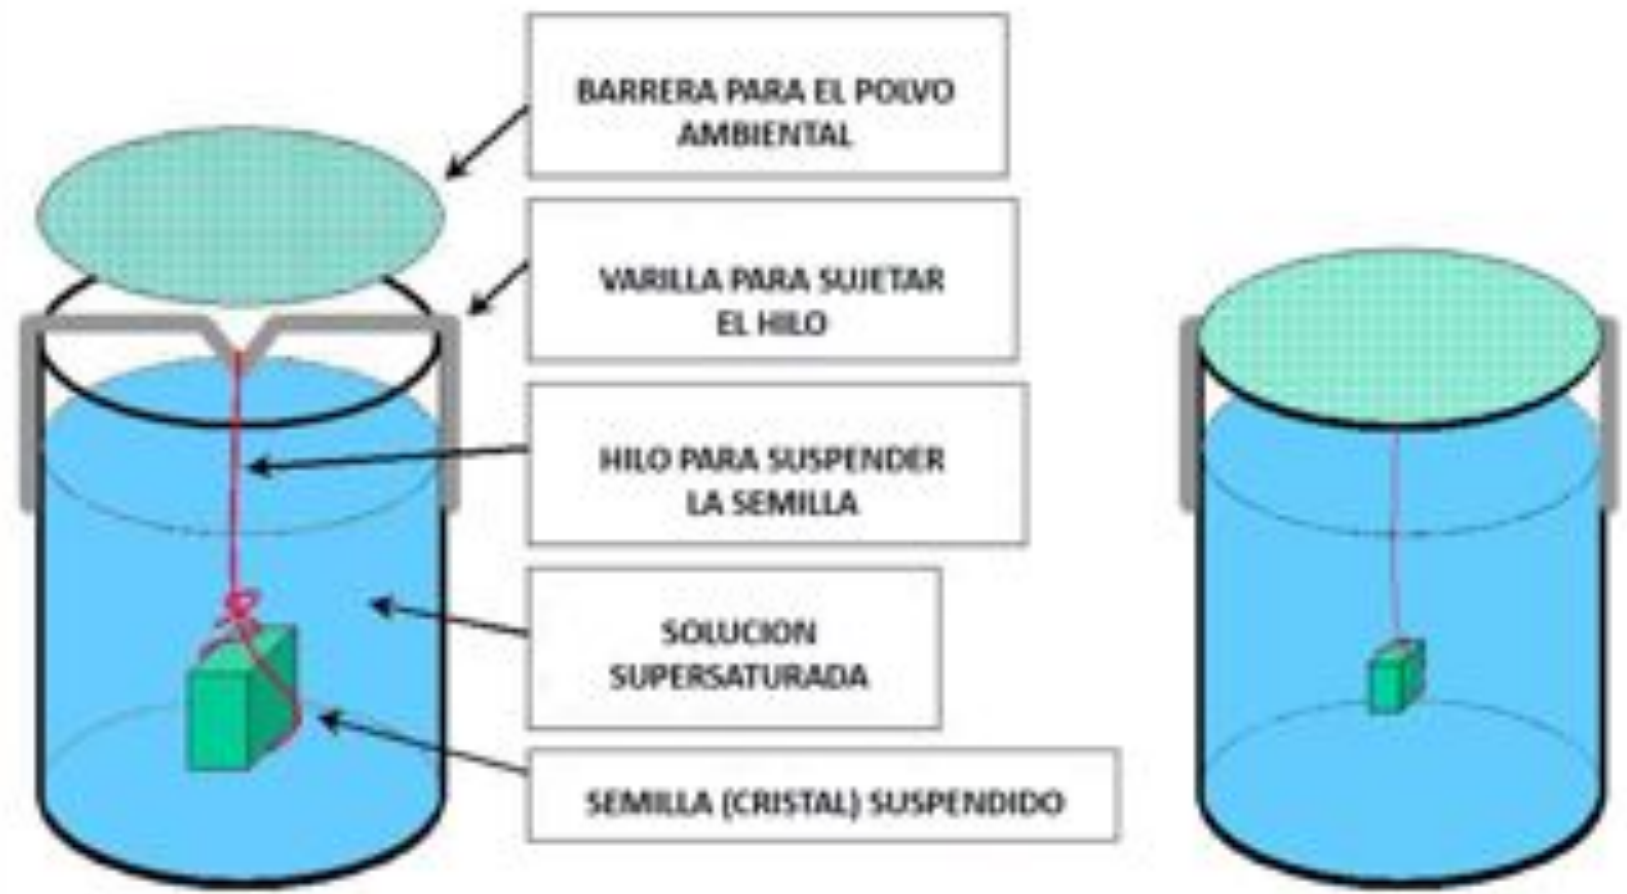 BARRERA PARA EL POLVO
AMBIENTAL
VARILLA PARA SUJETAR
EL HILO
HILO PARA SUSPENDER
LA SEMILLA
SOLUCION
SUPERSATURADA
SEMILLA (CRISTAL) SUSPENDIDO